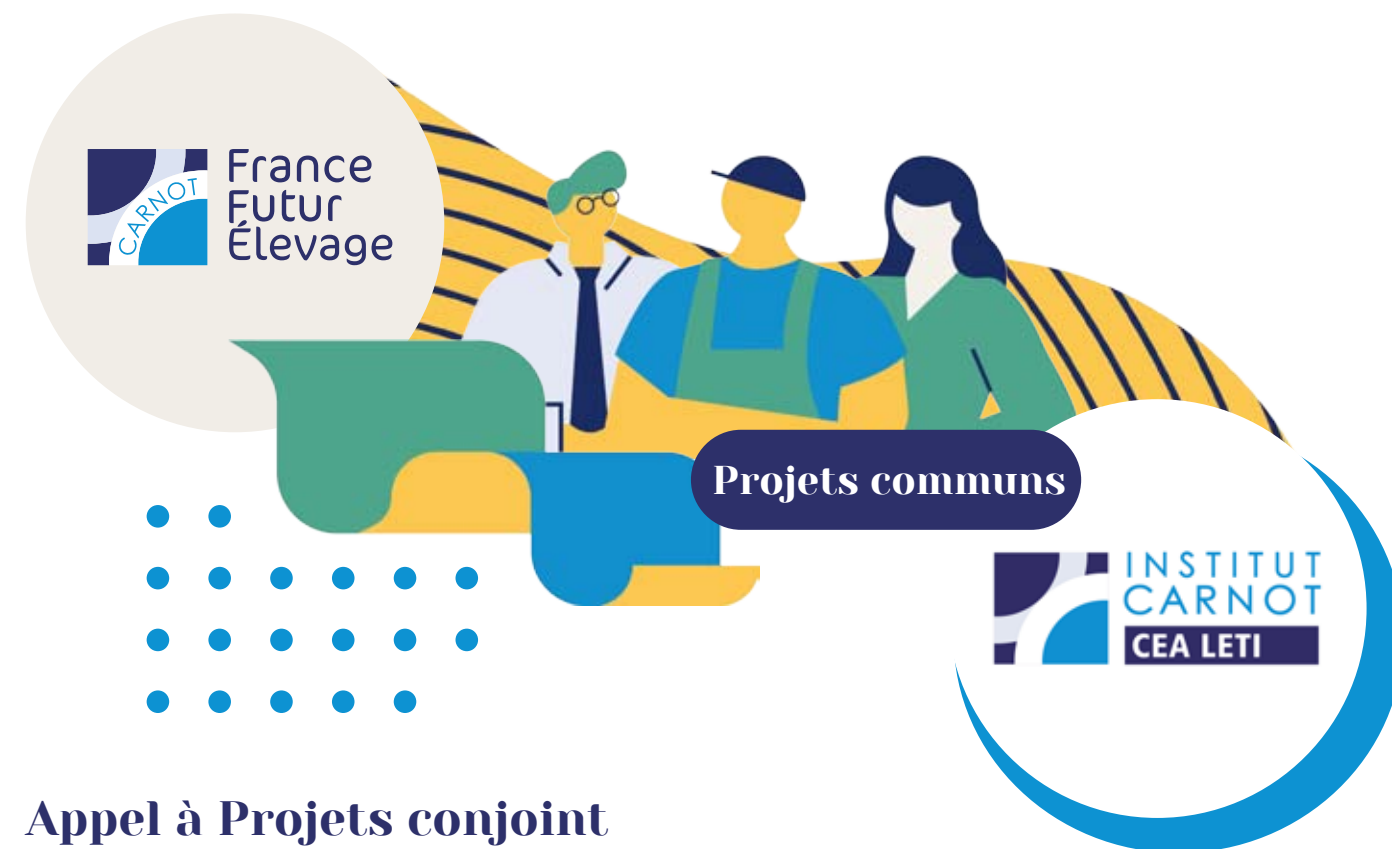 CARNOT
France
Futur
Élevage
Projets communs
INSTITUT
CARNOT
CEA LETI
Appel à Projets conjoint